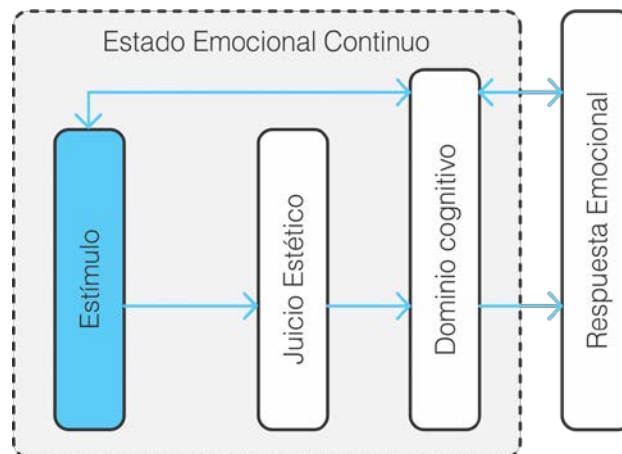 Estado Emocional Continuo
Estímulo
Juicio Estético
Dominio cognitivo
Respuesta Emocional